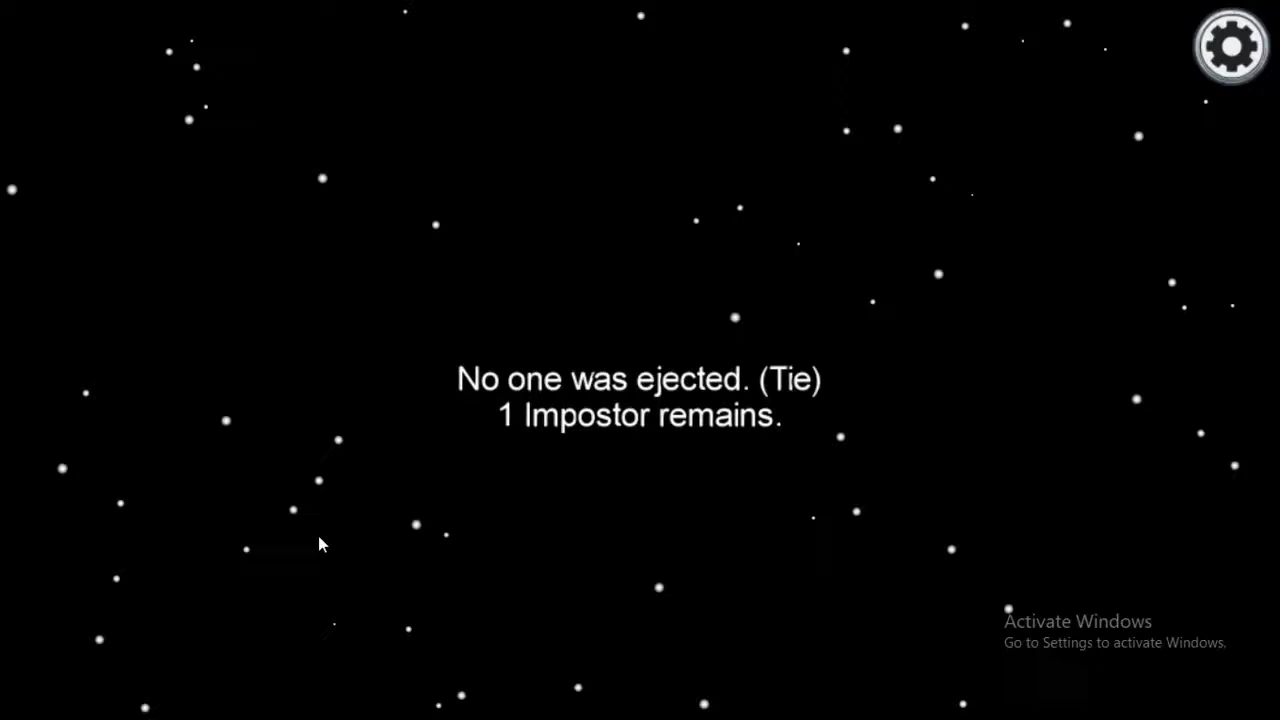 No one was ejected. (Tie)
1 Impostor remains.
Activate Windows
Go to Settings to activate Windows.